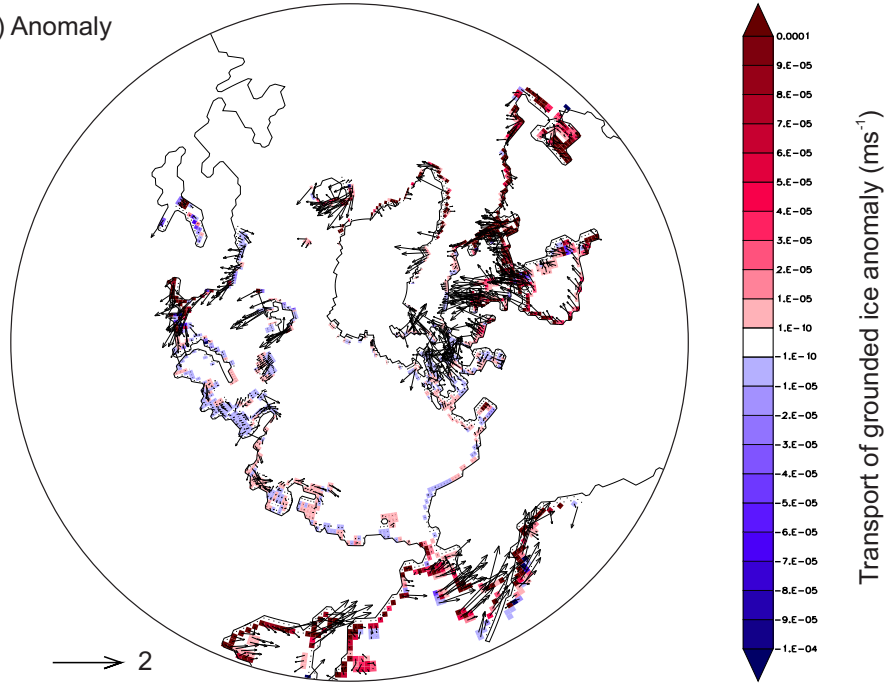 ) Anomaly
0.0001
9.E-05
8.E-05
7.E-05
6.E-05
5.E-05
4.E-05
3.E-05
2.E-05
1.E-05
1.E-10
-1.E-10
-1.E-05
-2.E-05
-3.E-05
-4.E-05
-5.E-05
-6.E-05
-7.E-05
-8.E-05
-9.E-05
-1.E-04
Transport of grounded ice anomaly (ms⁻¹)
2